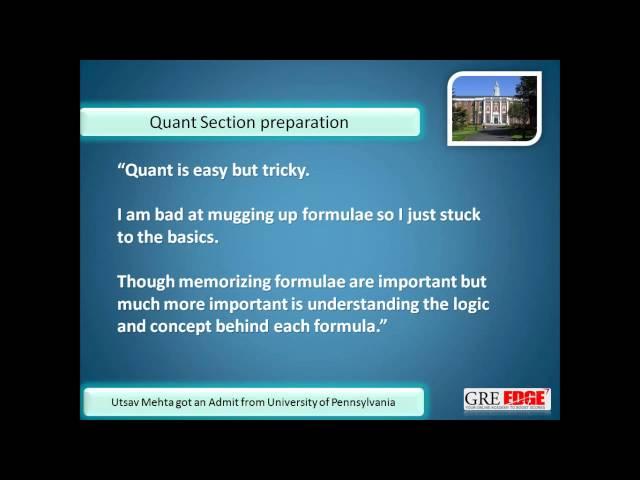 Quant Section preparation
“Quant is easy but tricky.
I am bad at mugging up formulae so I just stuck
to the basics.
Though memorizing formulae are important but
much more important is understanding the logic
and concept behind each formula.”
Utsav Mehta got an Admit from University of Pennsylvania
GRE EDGE
YOUR ONLINE ACADEMY TO BOOST SCORES